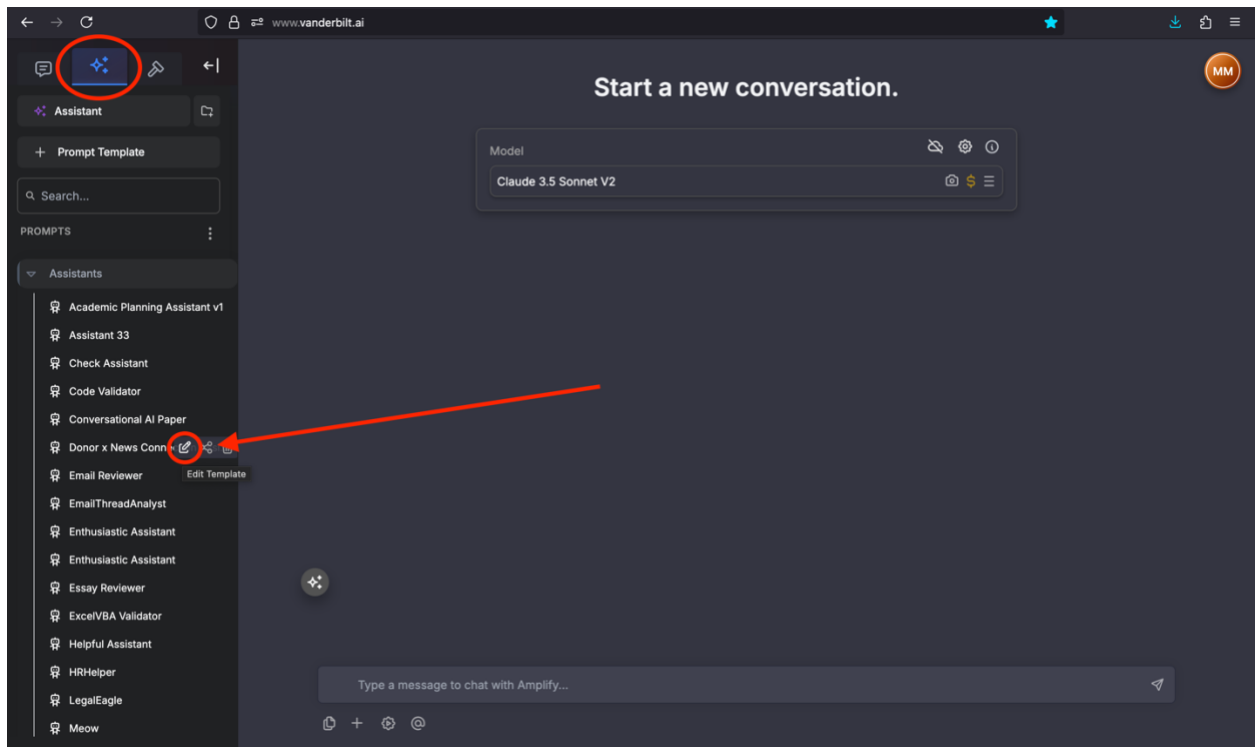 www.vanderbilt.ai
MM
Start a new conversation.
Assistant
Prompt Template
Model
Claude 3.5 Sonnet V2
$
Search...
PROMPTS
Assistants
Academic Planning Assistant v1
Assistant 33
Check Assistant
Code Validator
Conversational AI Paper
Donor x News Conn
Edit Template
Email Reviewer
EmailThreadAnalyst
Enthusiastic Assistant
Enthusiastic Assistant
Essay Reviewer
ExcelVBA Validator
Helpful Assistant
HRHelper
LegalEagle
Meow
Type a message to chat with Amplify...